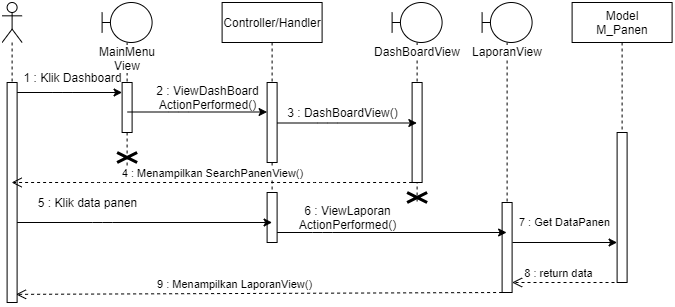 Controller/Handler
Model
M_Panen
MainMenu
View
DashBoardView
LaporanView
1 : Klik Dashboard
2 : ViewDashBoard
ActionPerformed()
3 : DashBoardView()
4 : Menampilkan SearchPanenView()
5 : Klik data panen
6 : ViewLaporan
ActionPerformed()
7 : Get DataPanen
8 : return data
9 : Menampilkan LaporanView()